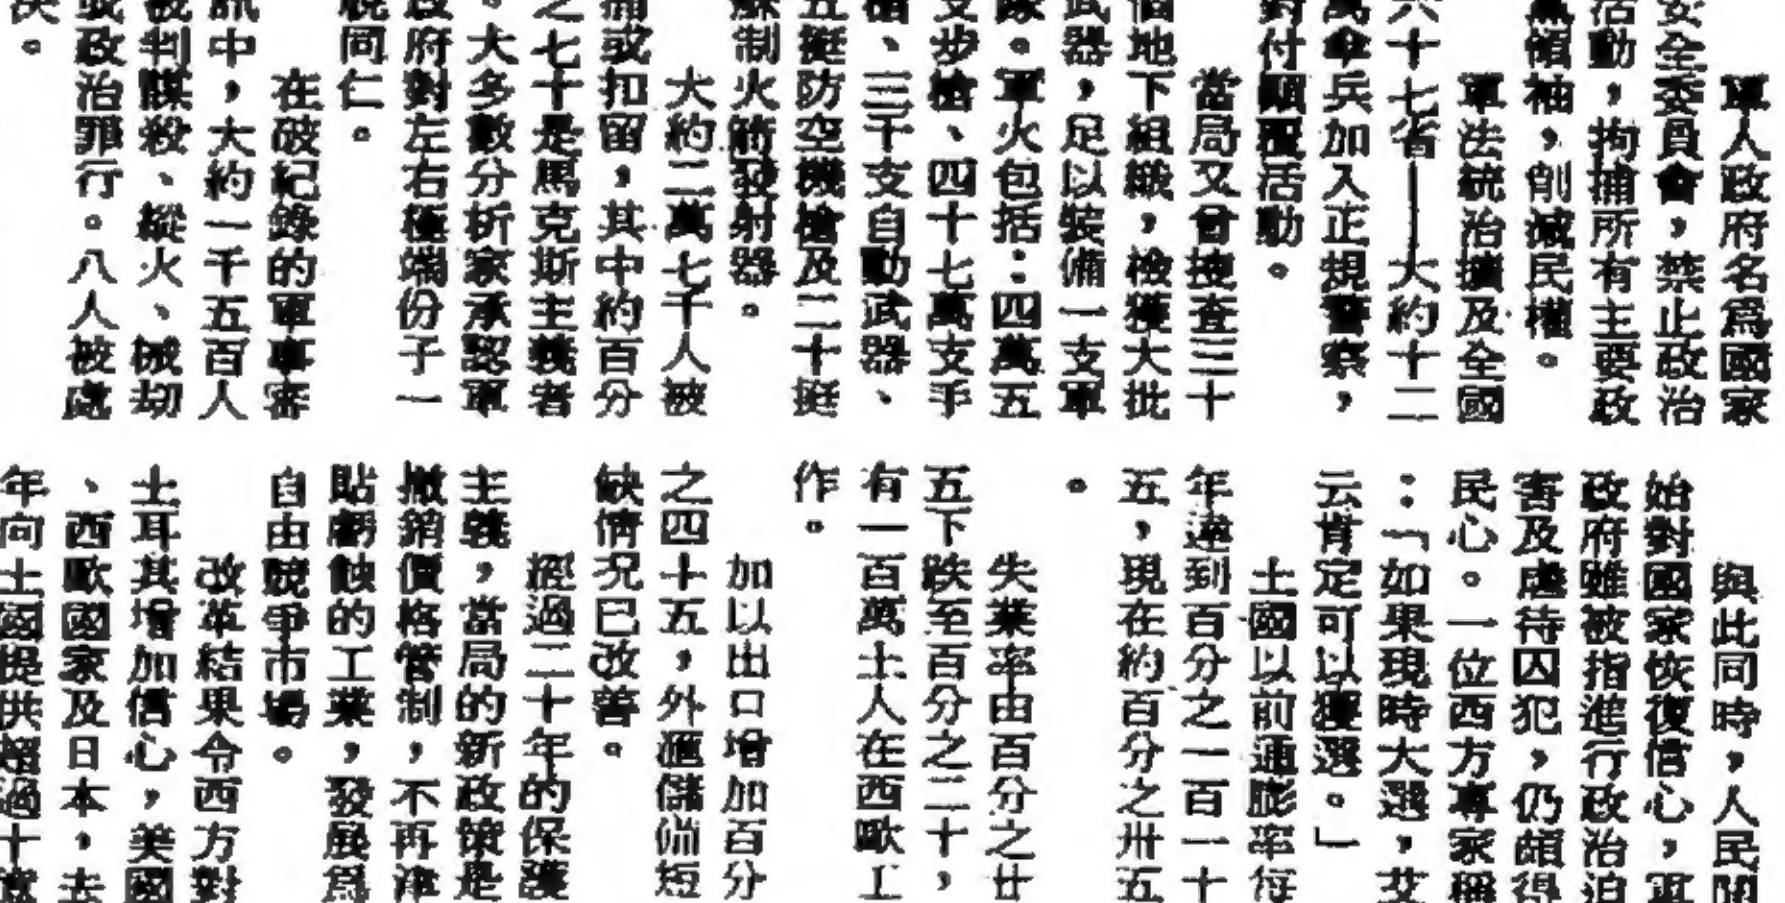 軍人政府名為國家
安全委員會，禁止政治
活動，拘捕所有主要政
黨領袖，削減民權。
軍法統治擴及全國
六十七省——大約十二
萬傘兵加入正規警察，
對付顛覆活動。
當局又曾搜查三十
個地下組織，檢獲大批
武器，足以裝備一支軍
隊。軍火包括：四萬五
支步槍、四十七萬支手
槍、三千支自動武器、
五挺防空機槍及二十挺
蘇制火箭發射器。
大約二萬七千人被
捕或扣留，其中約百分
之七十是馬克斯主義者
。大多數分析家承認軍
政府對左右極端份子一
視同仁。
在破紀錄的軍事審
訊中，大約一千五百人
被判謀殺、縱火、械劫
或政治罪行。八人被處
決。
與此同時，人民開
始對國家恢復信心，軍
政府雖被指進行政治迫
害及虐待囚犯，仍頗得
民心。一位西方專家稱
：「如果現時大選，艾
云肯定可以獲選。」
土國以前通膨率每
年達到百分之一百一十
五，現在約百分之卅五
。
失業率由百分之廿
五下跌至百分之二十，
有一百萬土人在西歐工
作。
加以出口增加百分
之四十五，外匯儲備短
缺情況已改善。
經過二十年的保護
主義，當局的新政策是
撤銷價格管制，不再津
貼虧蝕的工業，發展為
自由競爭市場。
改革結果令西方對
土耳其增加信心，美國
、西歐國家及日本，去
年向土國提供超過十億